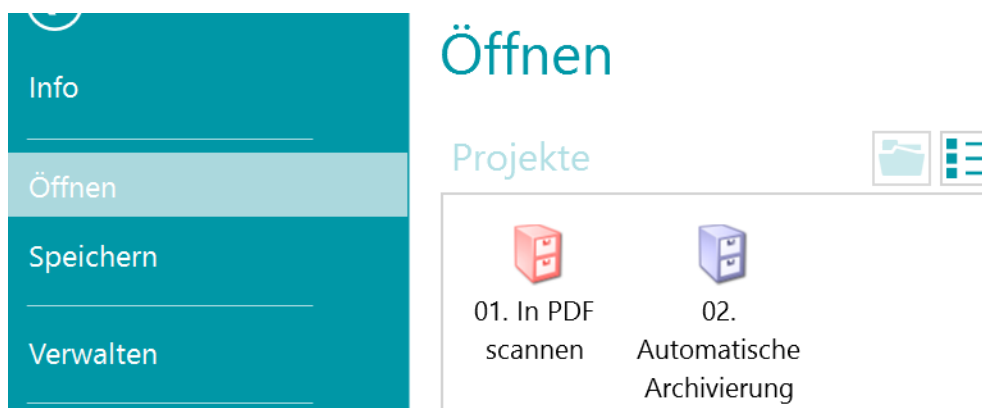 Info
Öffnen
Speichern
Verwalten
Öffnen
Projekte
01. In PDF
scannen
02.
Automatische
Archivierung